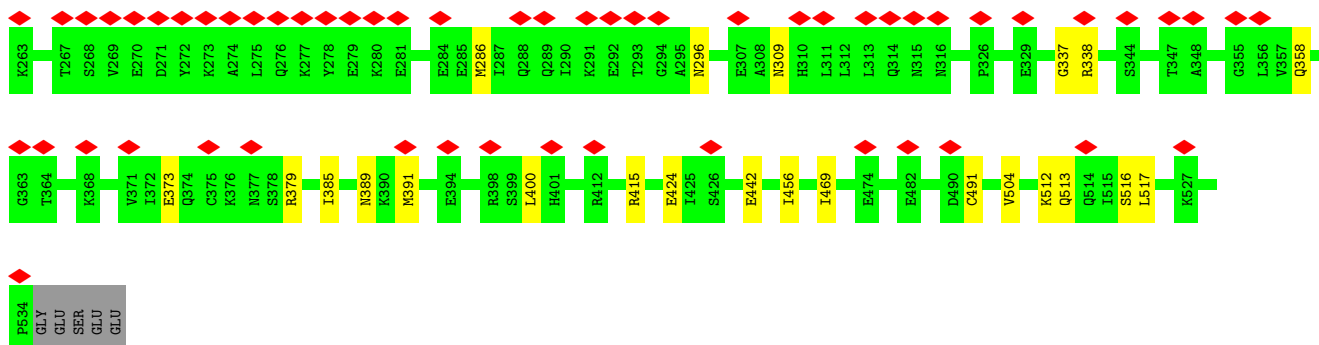 K263 T267 S268 V269 E270 D271 Y272 K273 A274 L275 Q276 K277 Y278 E279 K280 E281 E284 E285 M286 I287 Q288 Q289 I290 K291 E292 T293 G294 A295 N296 E307 A308 N309 H310 L311 L312 L313 Q314 N315 N316 P326 E329 G337 R338 S344 T347 A348 G355 L356 V357 Q358
G363 T364 K368 V371 I372 E373 Q374 C375 K376 N377 S378 R379 I385 N389 K390 M391 E394 R398 S399 L400 H401 R412 R415 E424 I425 S426 E442 I456 I469 E474 E482 D490 C491 V504 K512 Q513 Q514 I515 S516 L517 K527
P534 GLY GLU SER GLU GLU